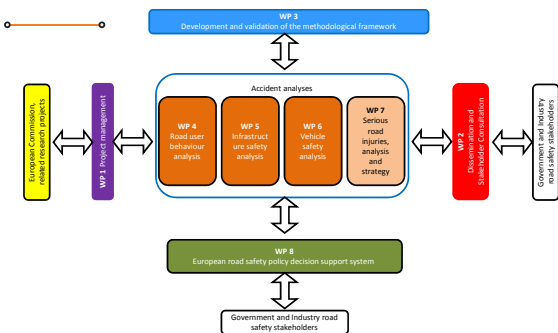 WP 3
Development and validation of the methodological framework
Accident analyses
European Commission,
related research projects
WP 1 Project management
WP 4
Road user
behaviour
analysis
WP 5
Infrastruct
ure safety
analysis
WP 6
Vehicle
safety
analysis
WP 7
Serious
road
injuries,
analysis
and
strategy
WP 2
Dissemination and
Stakeholder Consultation
Government and Industry
road safety stakeholders
WP 8
European road safety policy decision support system
Government and Industry road
safety stakeholders